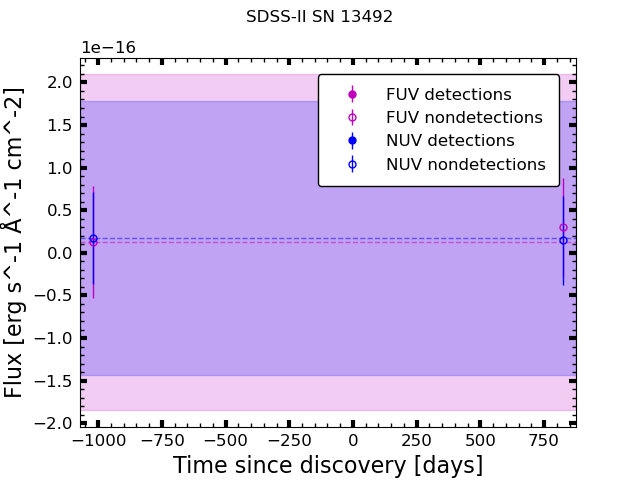 SDSS-II SN 13492
1e−16
Flux [erg s^-1 Å^-1 cm^-2]
2.0
1.5
1.0
0.5
0.0
−0.5
−1.0
−1.5
−2.0
FUV detections
FUV nondetections
NUV detections
NUV nondetections
−1000 −750 −500 −250 0 250 500 750
Time since discovery [days]